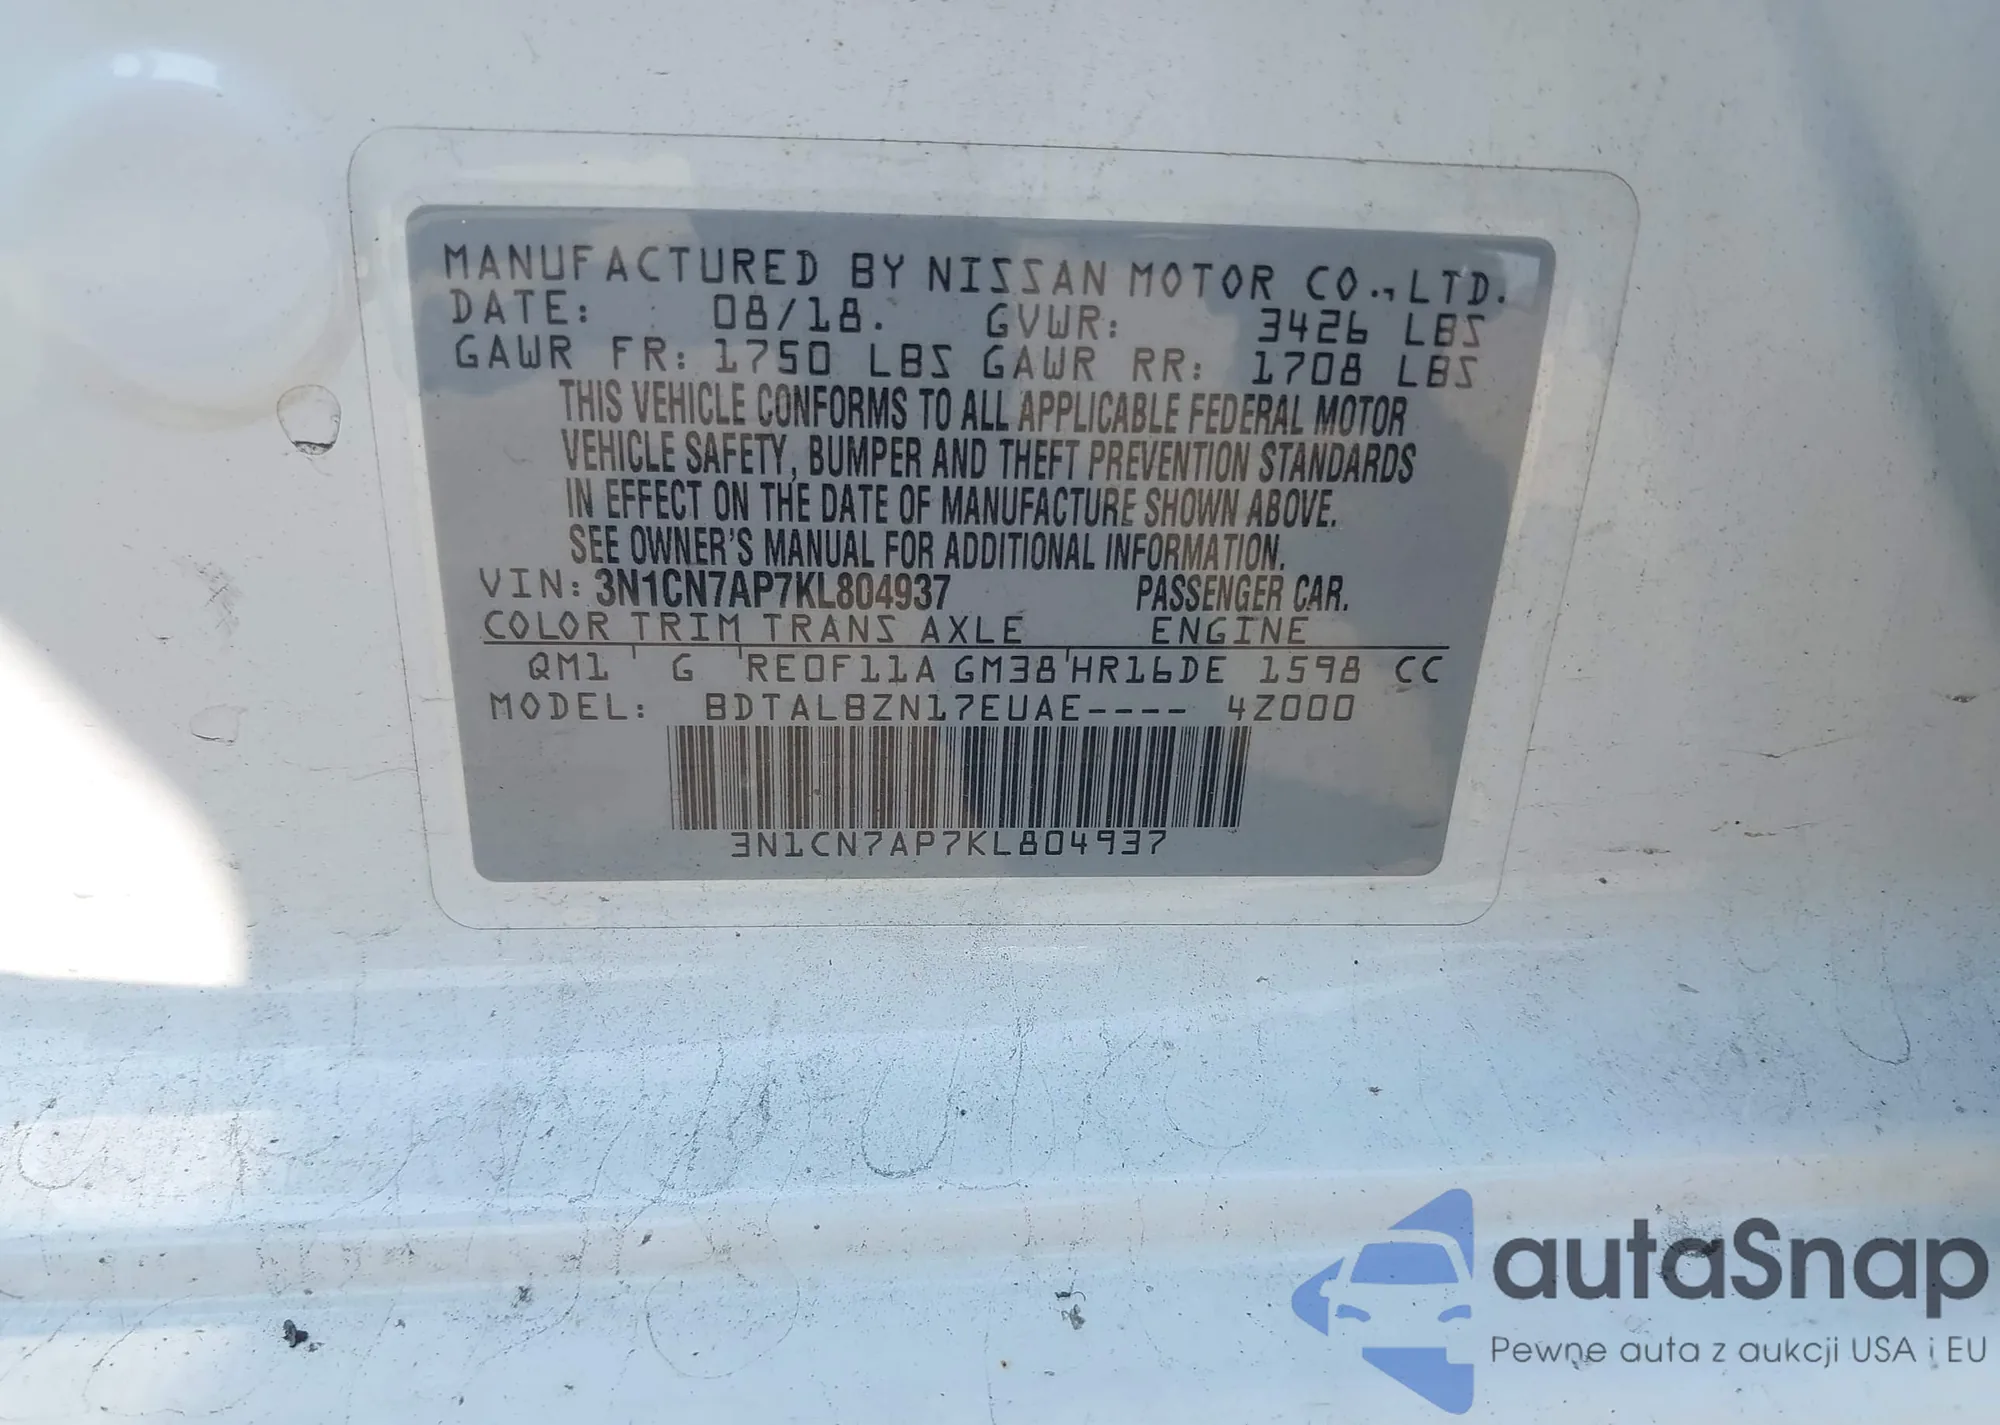 MANUFACTURED BY NISSAN MOTOR CO., LTD.
DATE: 08/18. GVWR: 3426 LBS
GAWR FR: 1750 LBS GAWR RR: 1708 LBS
THIS VEHICLE CONFORMS TO ALL APPLICABLE FEDERAL MOTOR
VEHICLE SAFETY, BUMPER AND THEFT PREVENTION STANDARDS
IN EFFECT ON THE DATE OF MANUFACTURE SHOWN ABOVE.
SEE OWNER'S MANUAL FOR ADDITIONAL INFORMATION.
VIN: 3N1CN7AP7KL804937 PASSENGER CAR.
COLOR TRIM TRANS AXLE ENGINE
QM1 G RE0F11A GM38 HR16DE 1598 CC
MODEL: BDTALBZN17EUAE---- 4Z000
3N1CN7AP7KL804937
autaSnap
Pewne auta z aukcji USA i EU